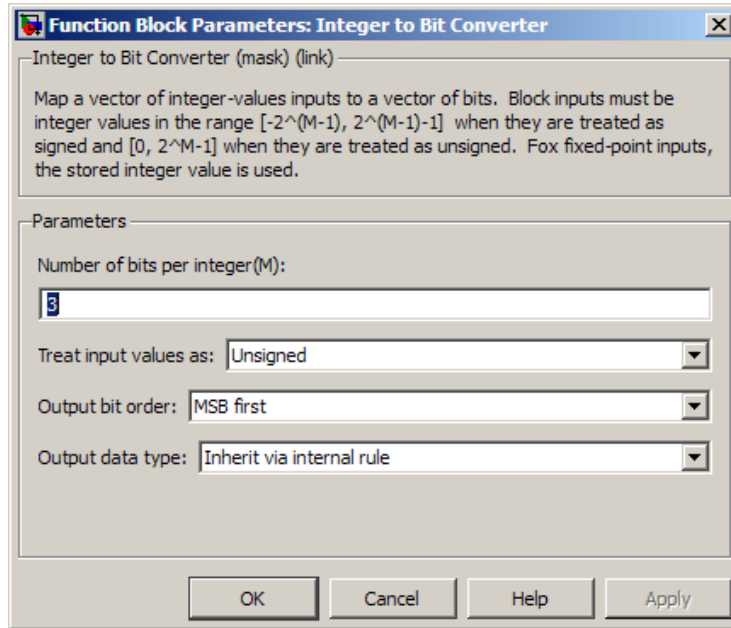 Function Block Parameters: Integer to Bit Converter
Integer to Bit Converter (mask) (link)
Map a vector of integer-values inputs to a vector of bits. Block inputs must be
integer values in the range [-2^(M-1), 2^(M-1)-1] when they are treated as
signed and [0, 2^M-1] when they are treated as unsigned. Fox fixed-point inputs,
the stored integer value is used.
Parameters
Number of bits per integer(M):
3
Treat input values as: Unsigned
Output bit order: MSB first
Output data type: Inherit via internal rule
OK Cancel Help Apply